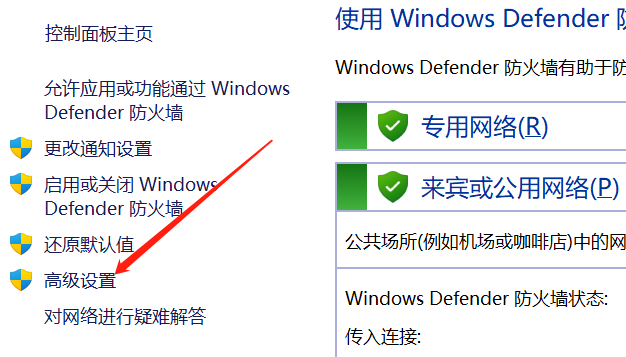 控制面板主页
允许应用或功能通过 Windows
Defender 防火墙
更改通知设置
启用或关闭 Windows
Defender 防火墙
还原默认值
高级设置
对网络进行疑难解答
使用 Windows Defender 防
Windows Defender 防火墙有助于防
专用网络(R)
来宾或公用网络(P)
公共场所(例如机场或咖啡店)中的网
Windows Defender 防火墙状态:
传入连接: